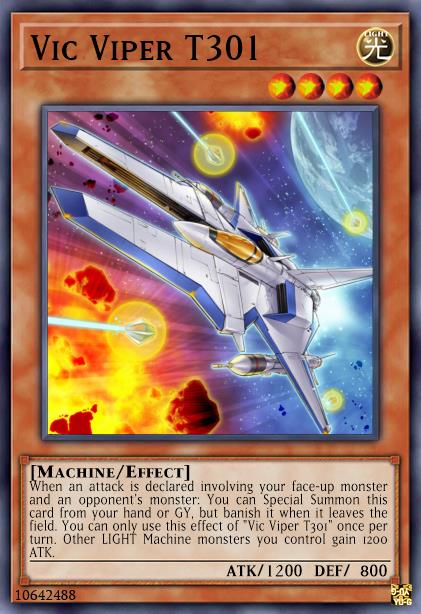 Vic Viper T301
LIGHT
光
[Machine/Effect]
When an attack is declared involving your face-up monster
and an opponent's monster: You can Special Summon this
card from your hand or GY, but banish it when it leaves the
field. You can only use this effect of "Vic Viper T301" once per
turn. Other LIGHT Machine monsters you control gain 1200
ATK.
ATK/1200 DEF/ 800
10642488